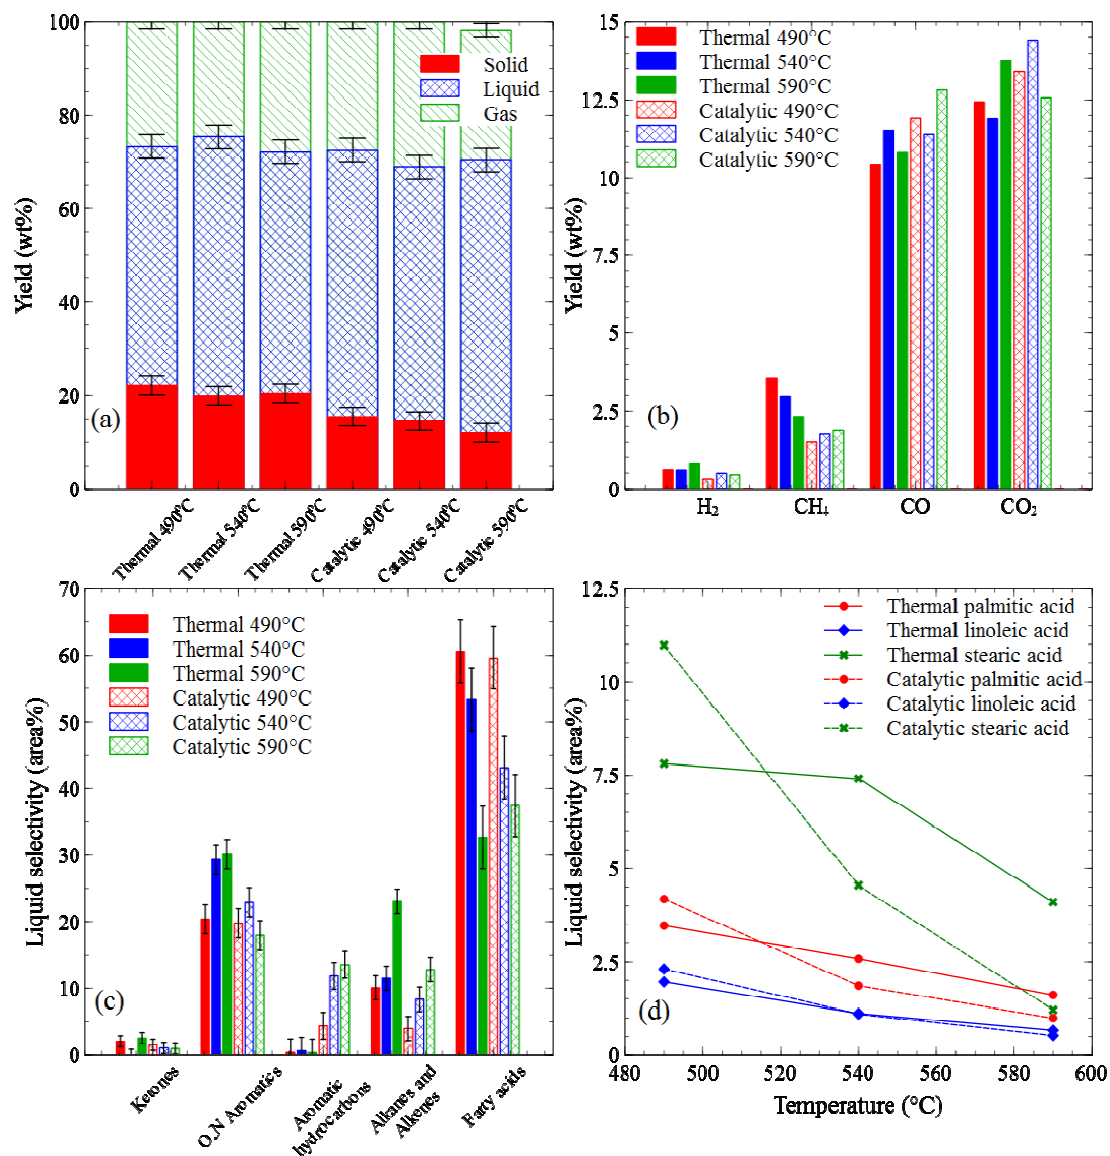 100
80
60
40
20
0
Yield (wt%)
Solid
Liquid
Gas
(a)
Thermal 490°C
Thermal 540°C
Thermal 590°C
Catalytic 490°C
Catalytic 540°C
Catalytic 590°C
15
12.5
10
7.5
5
2.5
0
Yield (wt%)
Thermal 490°C
Thermal 540°C
Thermal 590°C
Catalytic 490°C
Catalytic 540°C
Catalytic 590°C
(b)
H₂
CH₄
CO
CO₂
70
60
50
40
30
20
10
0
Liquid selectivity (area%)
Thermal 490°C
Thermal 540°C
Thermal 590°C
Catalytic 490°C
Catalytic 540°C
Catalytic 590°C
(c)
Ketones
O.N Aromatics
Aromatic
hydrocarbons
Alkanes and
Alkenes
Fatty acids
12.5
10
7.5
5
2.5
0
Liquid selectivity (area%)
Thermal palmitic acid
Thermal linoleic acid
Thermal stearic acid
Catalytic palmitic acid
Catalytic linoleic acid
Catalytic stearic acid
(d)
480
500
520
540
560
580
600
Temperature (°C)